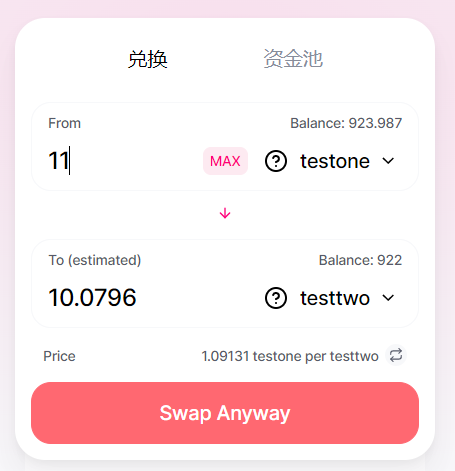 兑换 资金池
From Balance: 923.987
11 MAX testone
To (estimated) Balance: 922
10.0796 testtwo
Price 1.09131 testone per testtwo
Swap Anyway